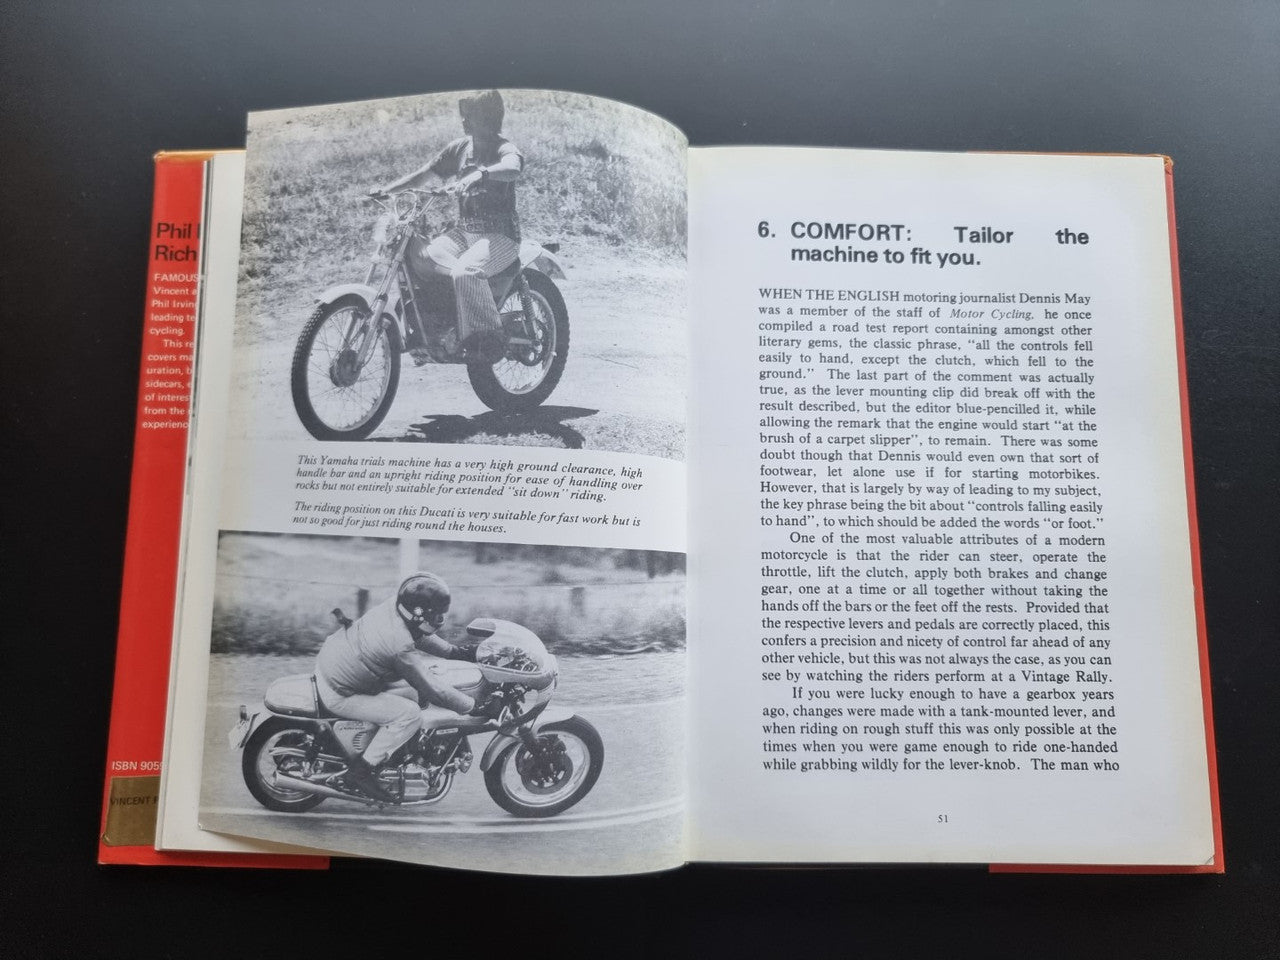 Phil
Rich
FAMOUS
Vincent
Phil Irvin
leading te
cycling.
This re
covers ma
uration, b
sidecars,
of interes
from the
experienc
ISBN 9059
VINCENT
This Yamaha trials machine has a very high ground clearance, high
handle bar and an upright riding position for ease of handling over
rocks but not entirely suitable for extended "sit down" riding.
The riding position on this Ducati is very suitable for fast work but is
not so good for just riding round the houses.
6. COMFORT: Tailor the
machine to fit you.
WHEN THE ENGLISH motoring journalist Dennis May
was a member of the staff of Motor Cycling, he once
compiled a road test report containing amongst other
literary gems, the classic phrase, "all the controls fell
easily to hand, except the clutch, which fell to the
ground." The last part of the comment was actually
true, as the lever mounting clip did break off with the
result described, but the editor blue-pencilled it, while
allowing the remark that the engine would start "at the
brush of a carpet slipper", to remain. There was some
doubt though that Dennis would even own that sort of
footwear, let alone use if for starting motorbikes.
However, that is largely by way of leading to my subject,
the key phrase being the bit about "controls falling easily
to hand", to which should be added the words "or foot."
One of the most valuable attributes of a modern
motorcycle is that the rider can steer, operate the
throttle, lift the clutch, apply both brakes and change
gear, one at a time or all together without taking the
hands off the bars or the feet off the rests. Provided that
the respective levers and pedals are correctly placed, this
confers a precision and nicety of control far ahead of any
other vehicle, but this was not always the case, as you can
see by watching the riders perform at a Vintage Rally.
If you were lucky enough to have a gearbox years
ago, changes were made with a tank-mounted lever, and
when riding on rough stuff this was only possible at the
times when you were game enough to ride one-handed
while grabbing wildly for the lever-knob. The man who
51